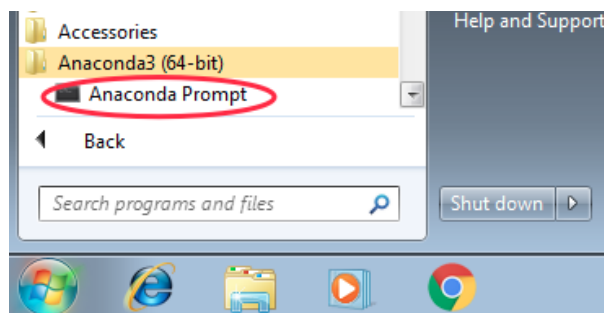 Accessories
Anaconda3 (64-bit)
Anaconda Prompt
Back
Search programs and files
Help and Support
Shut down